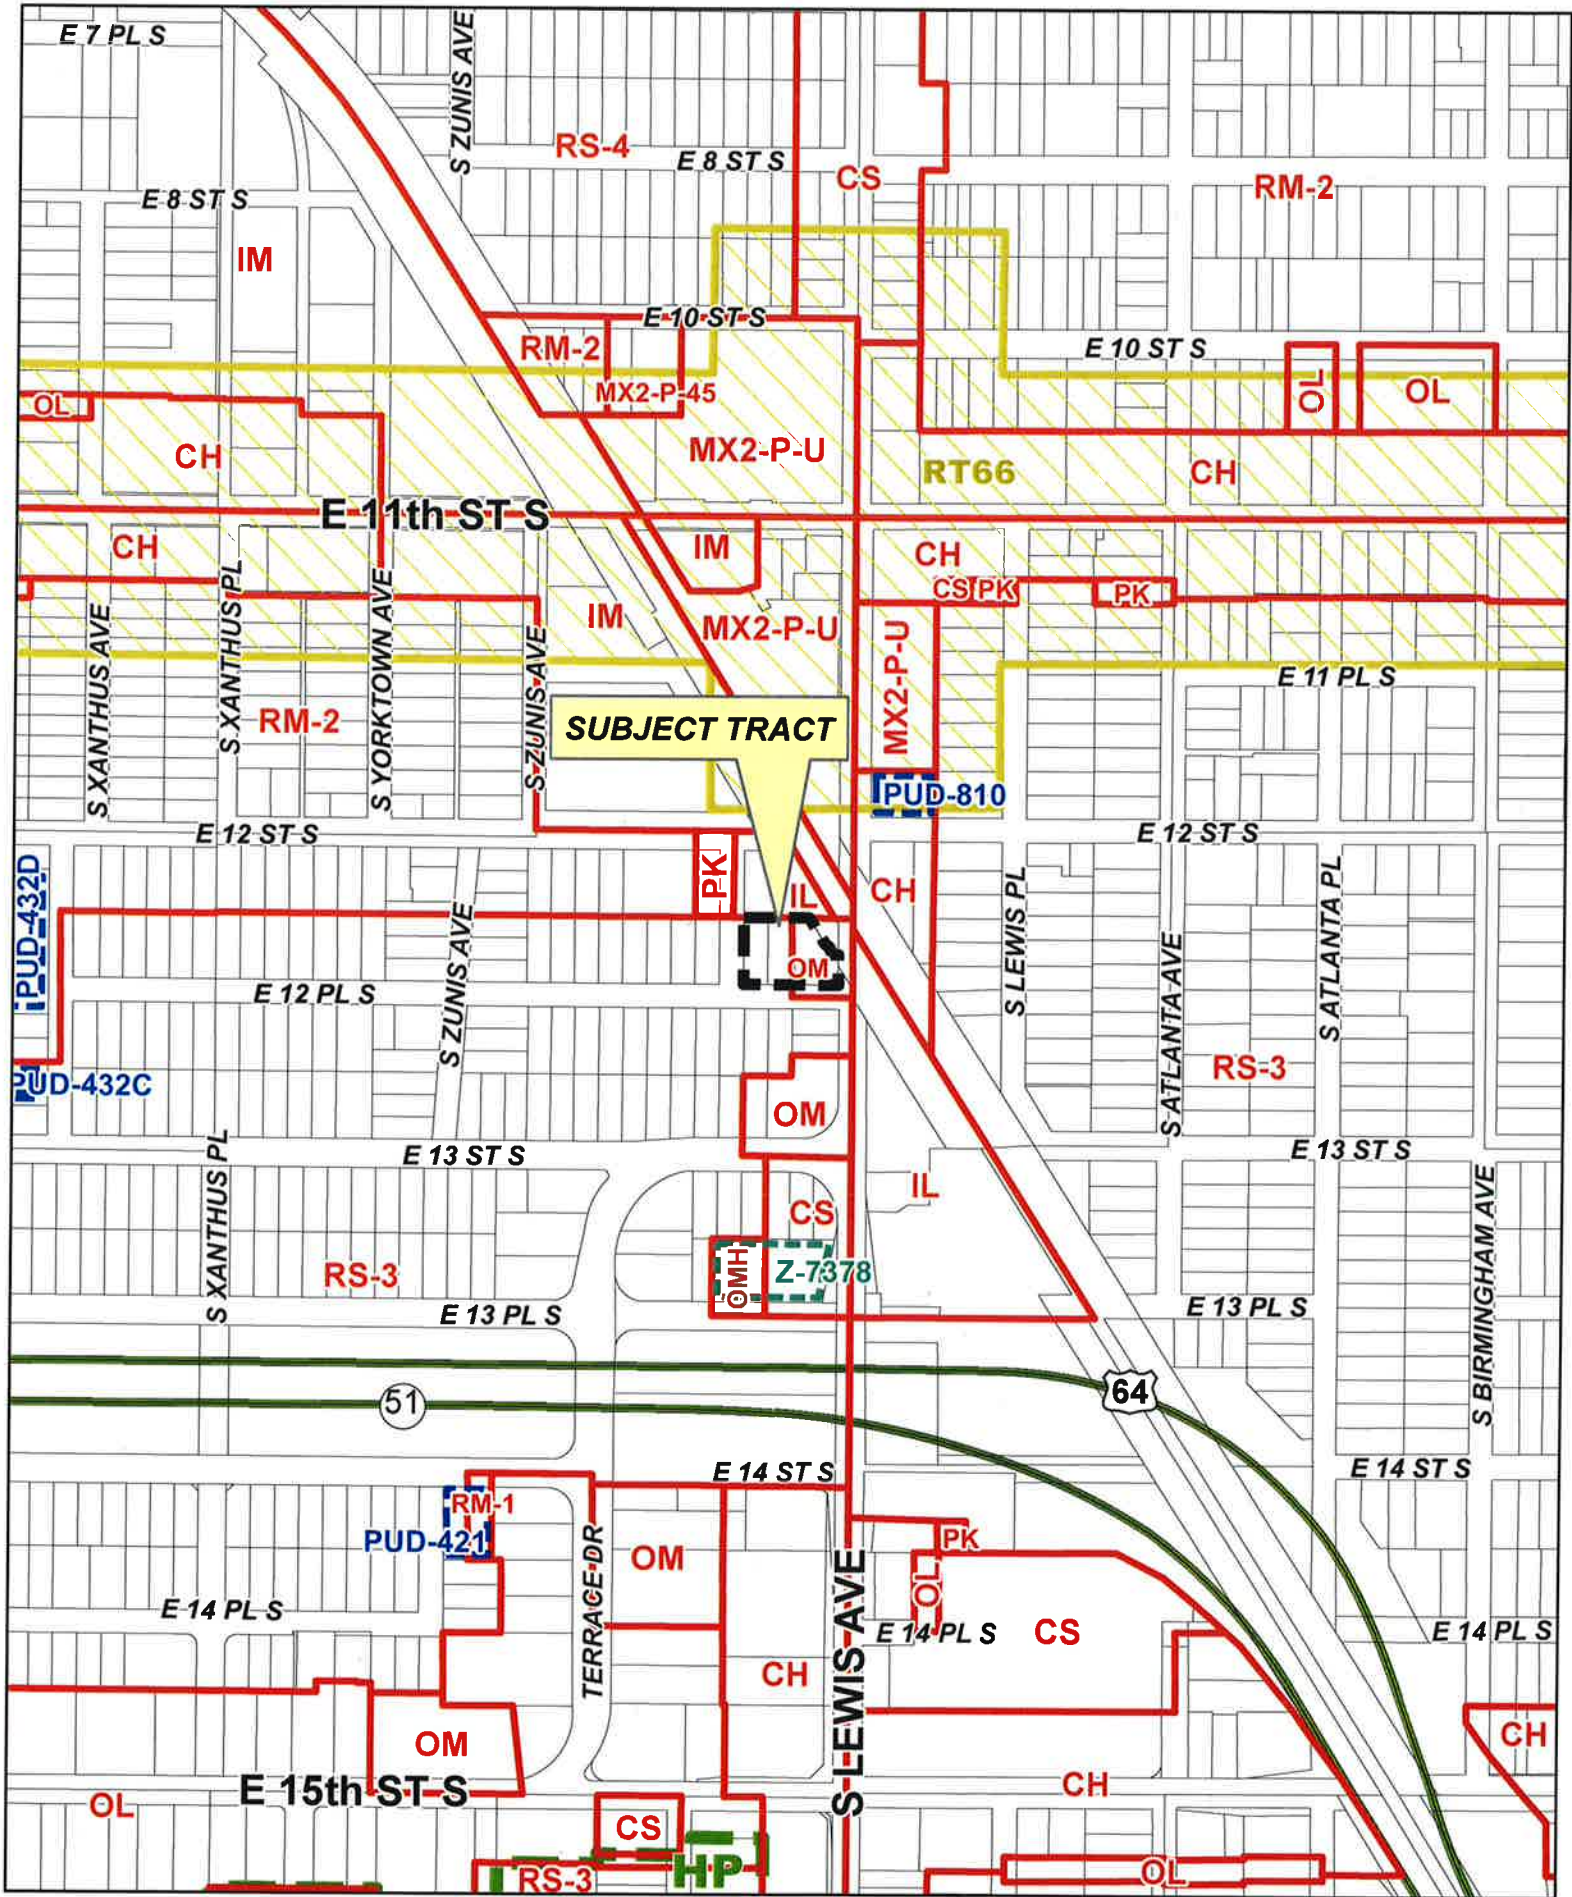 E 7 PL S
S ZUNIS AVE
RS-4
E 8 ST S
CS
RM-2
E 8 ST S
IM
E 10 ST S
RM-2
E 10 ST S
MX2-P-45
OL
OL
OL
CH
MX2-P-U
RT66
CH
E 11th ST S
CH
IM
CH
CS
PK
PK
S XANTHUS AVE
S XANTHUS PL
S YORKTOWN AVE
S ZUNIS AVE
IM
MX2-P-U
MX2-P-U
E 11 PL S
RM-2
SUBJECT TRACT
PUD-810
E 12 ST S
E 12 ST S
PUD-432D
PK
IL
CH
S LEWIS PL
S ATLANTA AVE
S ATLANTA PL
S ZUNIS AVE
OM
E 12 PL S
RS-3
PUD-432C
OM
E 13 ST S
E 13 ST S
S XANTHUS PL
IL
S BIRMINGHAM AVE
CS
OMH
Z-7378
RS-3
E 13 PL S
E 13 PL S
51
64
E 14 ST S
E 14 ST S
RM-1
PUD-421
TERRACE DR
OM
PK
OL
E 14 PL S
E 14 PL S
CS
E 14 PL S
S LEWIS AVE
CH
OM
CH
E 15th ST S
CH
OL
CS
HP
RS-3
OL